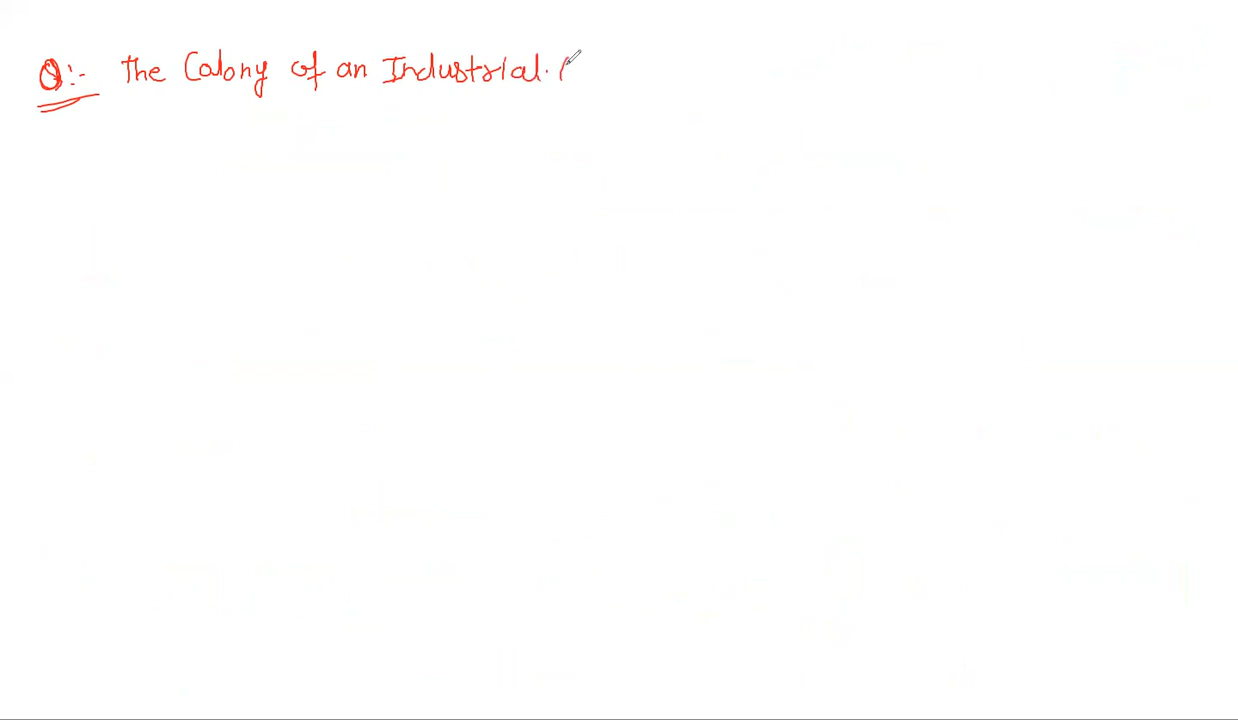 Q:- The Colony of an Industrial.